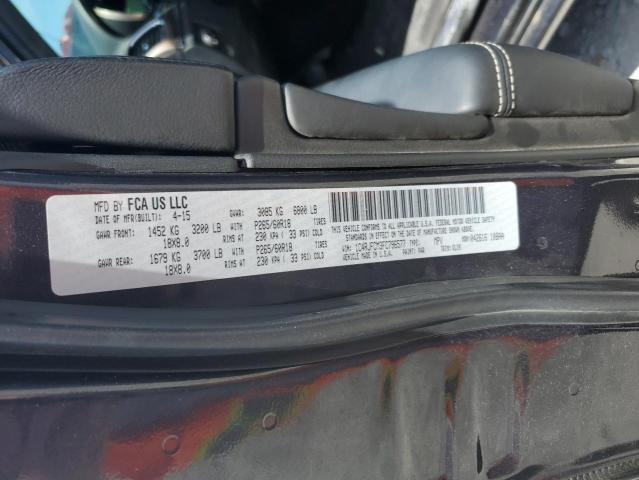 MFD BY FCA US LLC
DATE OF MFR(BUILT): 4-15 GVWR: 3085 KG 6800 LB
GAWR FRONT: 1452 KG 3200 LB WITH P265/60R18 TIRES
18X8.0 RIMS AT 230 KPA ( 33 PSI) COLD
GAWR REAR: 1679 KG 3700 LB WITH P265/60R18 TIRES
18X8.0 RIMS AT 230 KPA ( 33 PSI) COLD
THIS VEHICLE CONFORMS TO ALL APPLICABLE U.S.A. FEDERAL MOTOR VEHICLE SAFETY
STANDARDS IN EFFECT ON THE DATE OF MANUFACTURE SHOWN ABOVE.
VIN: TYPE: MPV
VEHICLE MADE IN U.S.A. PAINT: TRIM: